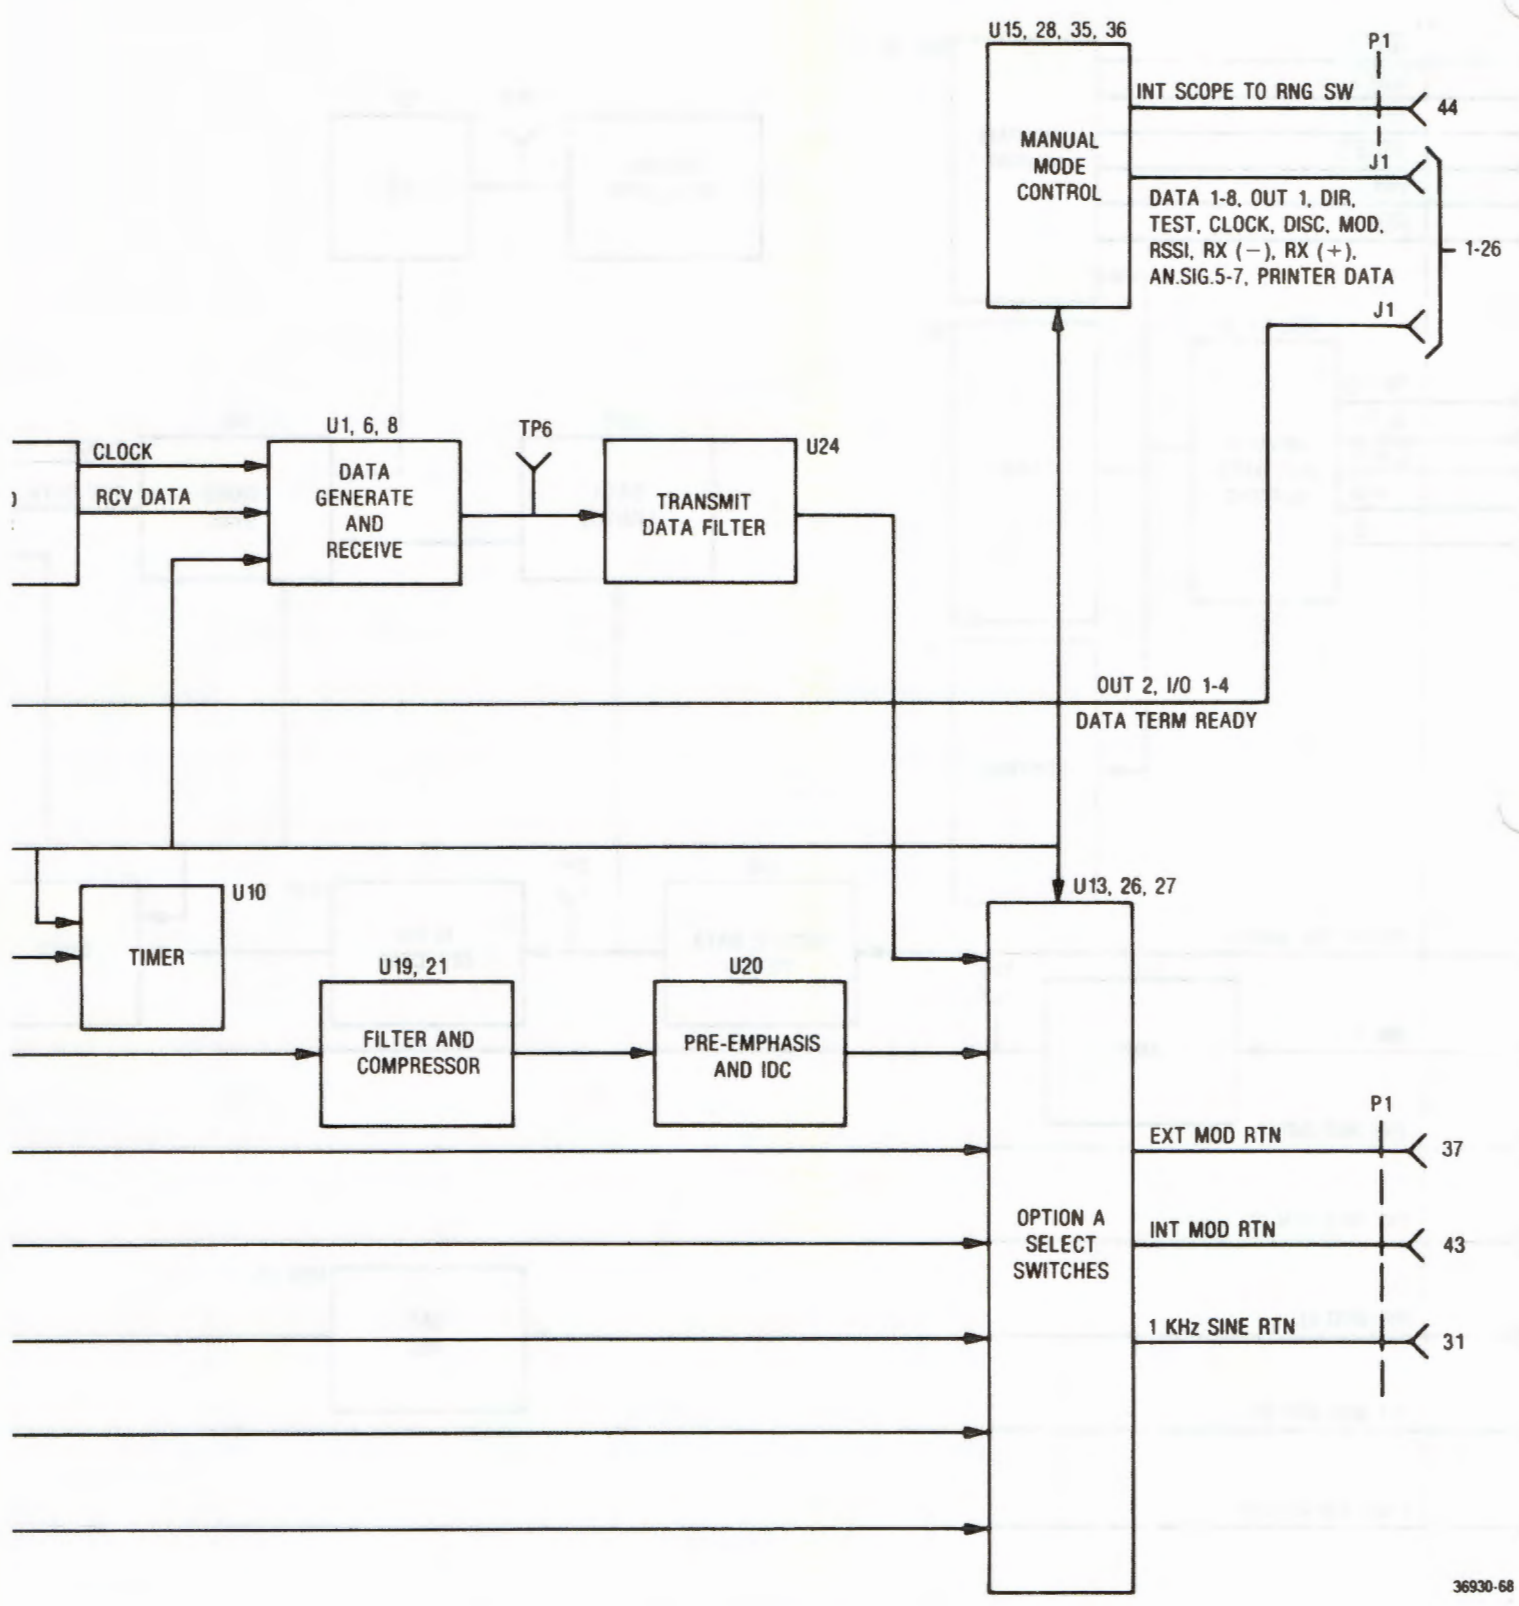 U15, 28, 35, 36
P1
INT SCOPE TO RNG SW
44
MANUAL
MODE
CONTROL
J1
DATA 1-8, OUT 1, DIR,
TEST, CLOCK, DISC, MOD,
RSSI, RX (−), RX (+),
AN.SIG.5-7, PRINTER DATA
1-26
J1
CLOCK
RCV DATA
U1, 6, 8
DATA
GENERATE
AND
RECEIVE
TP6
U24
TRANSMIT
DATA FILTER
OUT 2, I/O 1-4
DATA TERM READY
U10
TIMER
U13, 26, 27
U19, 21
FILTER AND
COMPRESSOR
U20
PRE-EMPHASIS
AND IDC
P1
EXT MOD RTN
37
OPTION A
SELECT
SWITCHES
INT MOD RTN
43
1 KHz SINE RTN
31
36930-68